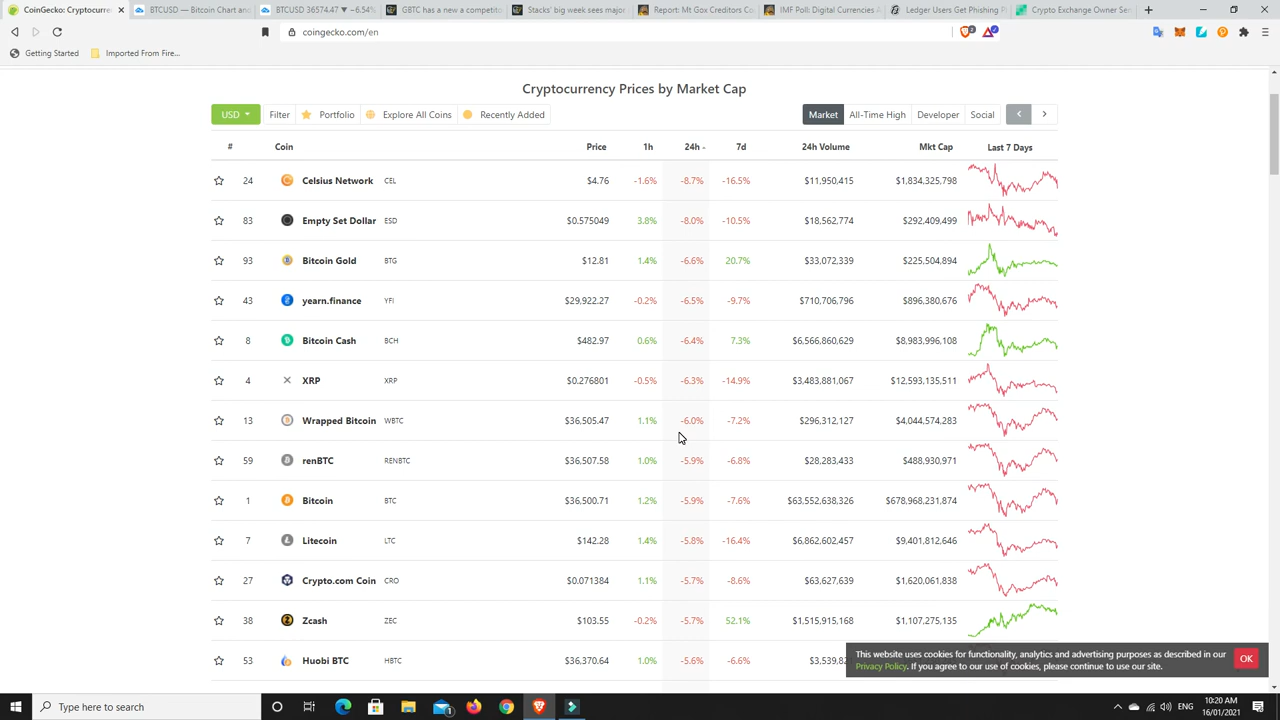 CoinGecko: Cryptocurrenc
BTCUSD — Bitcoin Chart and
BTCUSD 36574.47 ▼ −6.54%
GBTC has a new a competito
Stacks' big week sees majo
Report: Mt Gox Creditors Co
IMF Poll: Digital Currencies A
Ledger Users Get Phishing P
Crypto Exchange Owner Sen
coingecko.com/en
Getting Started
Imported From Fire...
Cryptocurrency Prices by Market Cap
USD Filter Portfolio Explore All Coins Recently Added Market All-Time High Developer Social
# Coin Price 1h 24h 7d 24h Volume Mkt Cap Last 7 Days
24 Celsius Network CEL $4.76 -1.6% -8.7% -16.5% $11,950,415 $1,834,325,798
83 Empty Set Dollar ESD $0.575049 3.8% -8.0% -10.5% $18,562,774 $292,409,499
93 Bitcoin Gold BTG $12.81 1.4% -6.6% 20.7% $33,072,339 $225,504,894
43 yearn.finance YFI $29,922.27 -0.2% -6.5% -9.7% $710,706,796 $896,380,676
8 Bitcoin Cash BCH $482.97 0.6% -6.4% 7.3% $6,566,860,629 $8,983,996,108
4 XRP XRP $0.276801 -0.5% -6.3% -14.9% $3,483,881,067 $12,593,135,511
13 Wrapped Bitcoin WBTC $36,505.47 1.1% -6.0% -7.2% $296,312,127 $4,044,574,283
59 renBTC RENBTC $36,507.58 1.0% -5.9% -6.8% $28,283,433 $488,930,971
1 Bitcoin BTC $36,500.71 1.2% -5.9% -7.6% $63,552,638,326 $678,968,231,874
7 Litecoin LTC $142.28 1.4% -5.8% -16.4% $6,862,602,457 $9,401,812,646
27 Crypto.com Coin CRO $0.071384 1.1% -5.7% -8.6% $63,627,639 $1,620,061,838
38 Zcash ZEC $103.55 -0.2% -5.7% 52.1% $1,515,915,168 $1,107,275,135
53 Huobi BTC HBTC $36,370.64 1.0% -5.6% -6.6% $3,539,8
This website uses cookies for functionality, analytics and advertising purposes as described in our
Privacy Policy. If you agree to our use of cookies, please continue to use our site.
OK
Type here to search
ENG
10:20 AM
16/01/2021